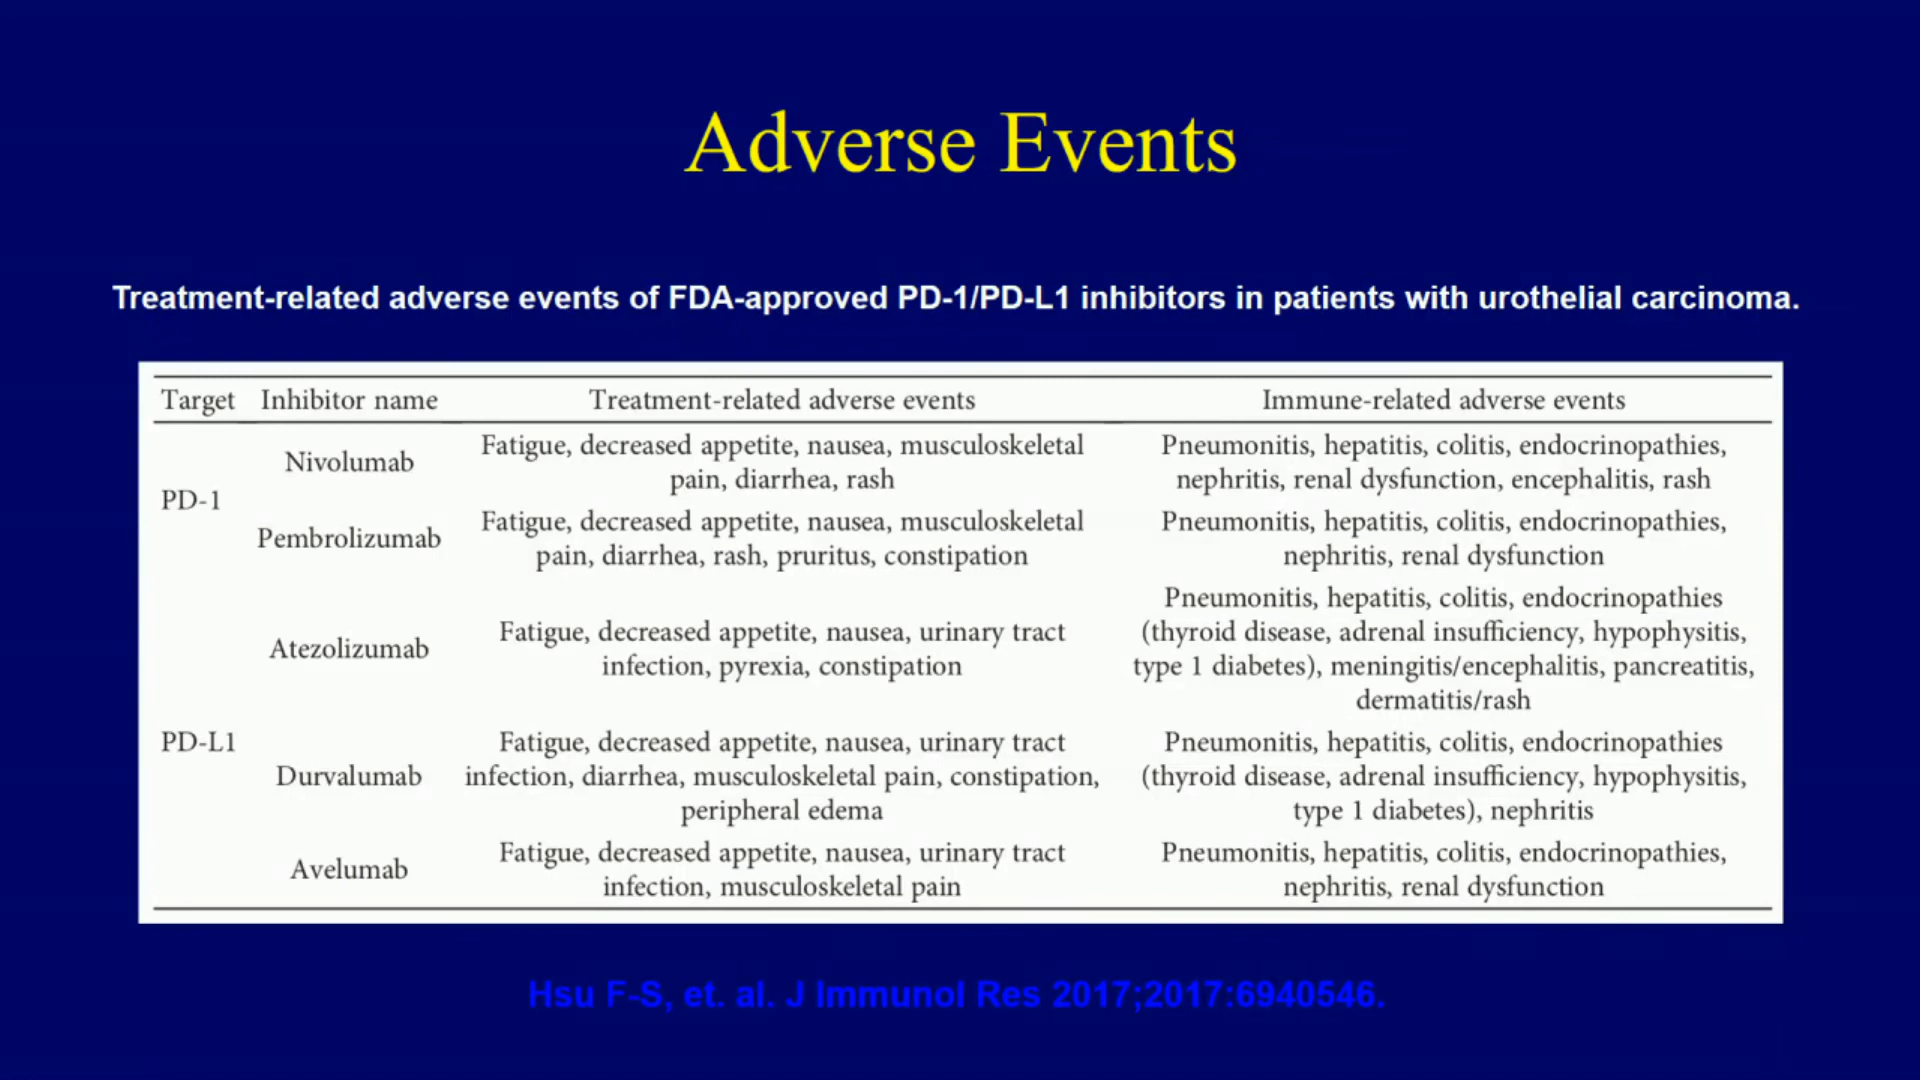 Adverse Events
Treatment-related adverse events of FDA-approved PD-1/PD-L1 inhibitors in patients with urothelial carcinoma.
Target Inhibitor name Treatment-related adverse events Immune-related adverse events
PD-1
Nivolumab
Fatigue, decreased appetite, nausea, musculoskeletal
pain, diarrhea, rash
Pneumonitis, hepatitis, colitis, endocrinopathies,
nephritis, renal dysfunction, encephalitis, rash
Pembrolizumab
Fatigue, decreased appetite, nausea, musculoskeletal
pain, diarrhea, rash, pruritus, constipation
Pneumonitis, hepatitis, colitis, endocrinopathies,
nephritis, renal dysfunction
PD-L1
Atezolizumab
Fatigue, decreased appetite, nausea, urinary tract
infection, pyrexia, constipation
Pneumonitis, hepatitis, colitis, endocrinopathies
(thyroid disease, adrenal insufficiency, hypophysitis,
type 1 diabetes), meningitis/encephalitis, pancreatitis,
dermatitis/rash
Durvalumab
Fatigue, decreased appetite, nausea, urinary tract
infection, diarrhea, musculoskeletal pain, constipation,
peripheral edema
Pneumonitis, hepatitis, colitis, endocrinopathies
(thyroid disease, adrenal insufficiency, hypophysitis,
type 1 diabetes), nephritis
Avelumab
Fatigue, decreased appetite, nausea, urinary tract
infection, musculoskeletal pain
Pneumonitis, hepatitis, colitis, endocrinopathies,
nephritis, renal dysfunction
Hsu F-S, et. al. J Immunol Res 2017;2017:6940546.